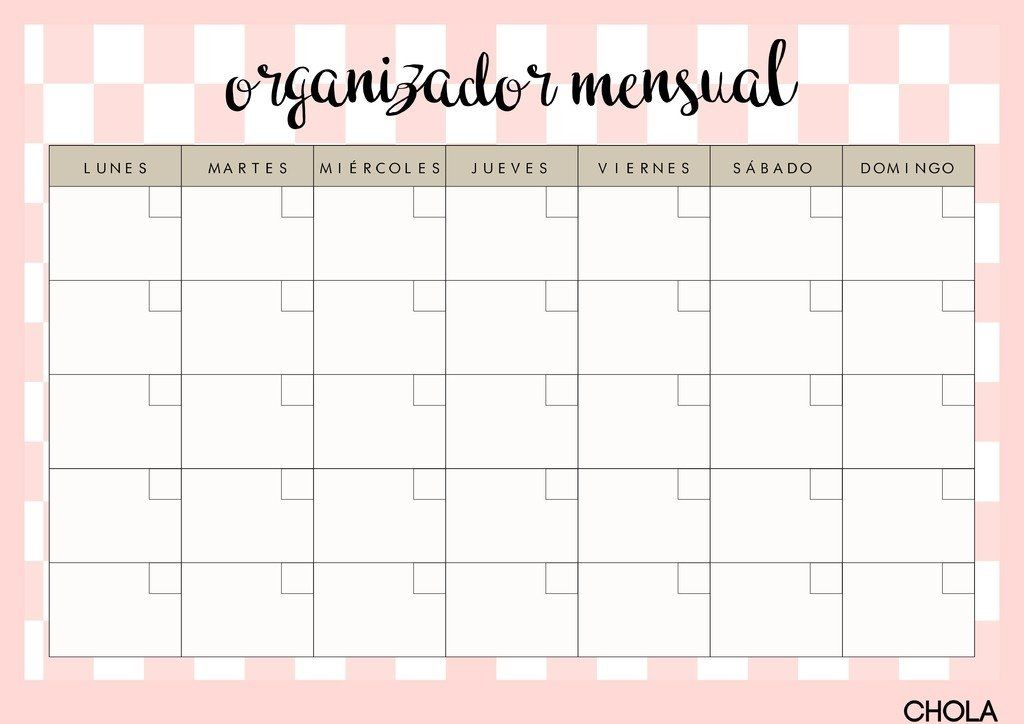 organizador mensual
LUNES MARTES MIÉRCOLES JUEVES VIERNES SÁBADO DOMINGO
CHOLA